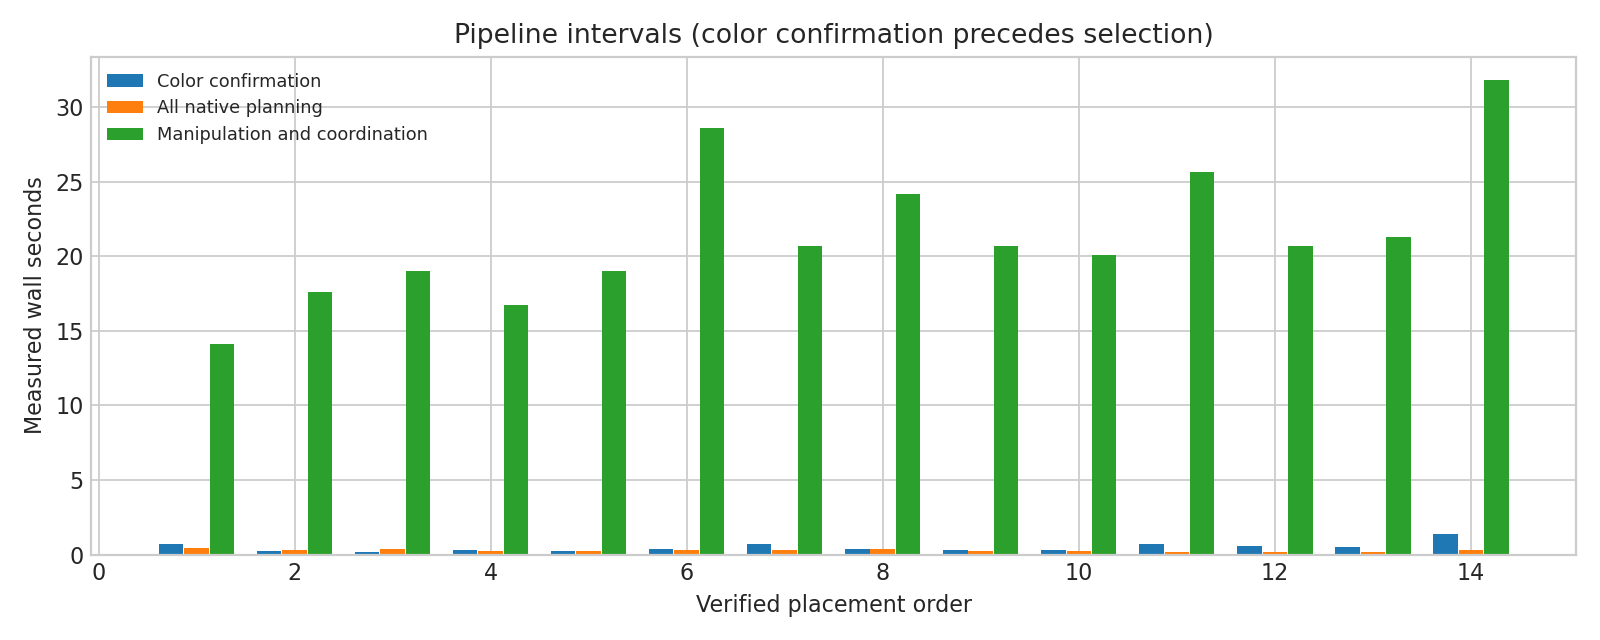 Pipeline intervals (color confirmation precedes selection)
Color confirmation
All native planning
Manipulation and coordination
Measured wall seconds
30
25
20
15
10
5
0
0 2 4 6 8 10 12 14
Verified placement order